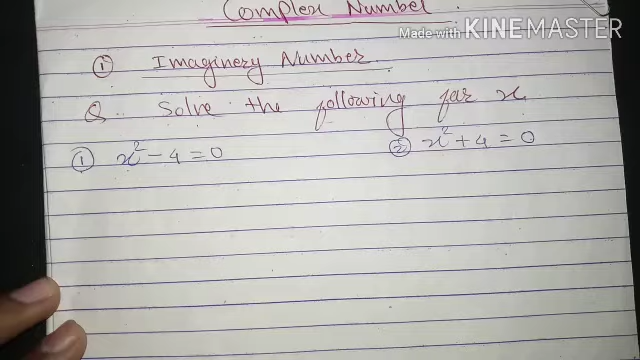 Complex Number
Made with KINEMASTER
① Imaginery Number
Q. Solve the following for x
① x² - 4 = 0
② x² + 4 = 0